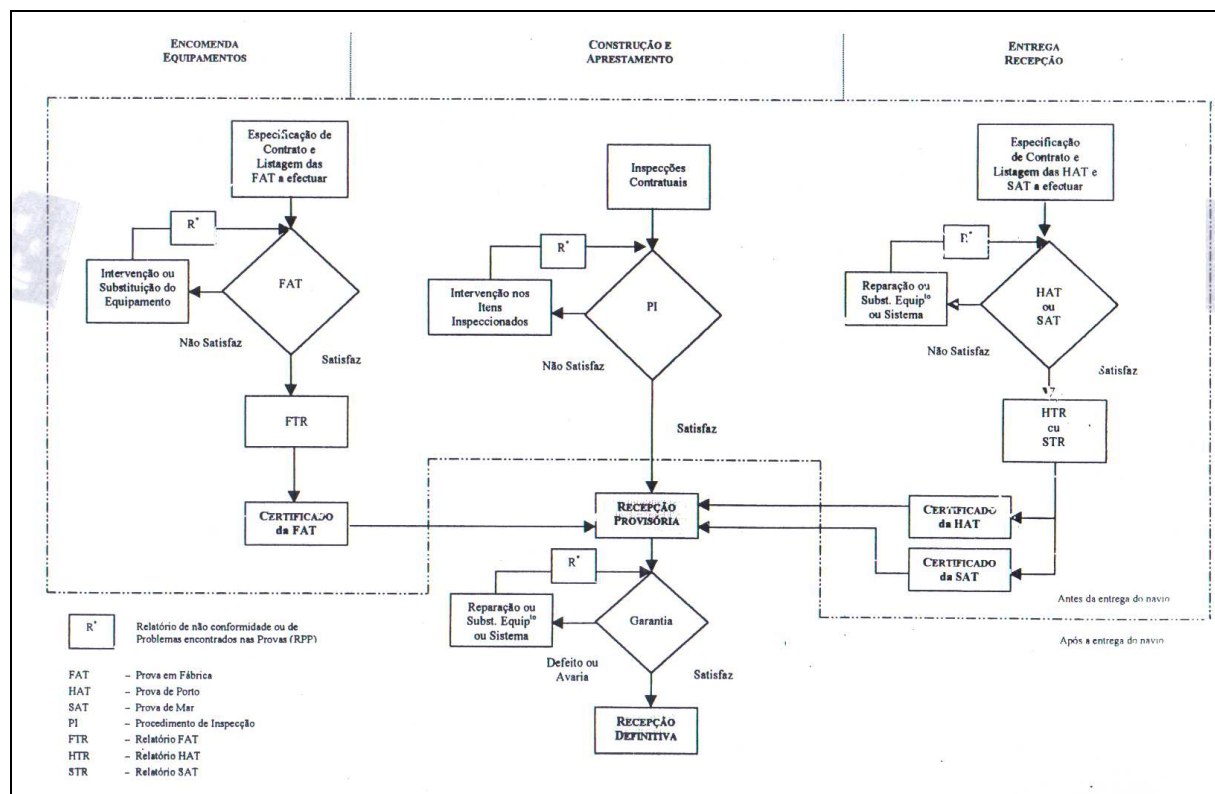 ENCOMENDA
EQUIPAMENTOS
CONSTRUÇÃO E
APRESTAMENTO
ENTREGA
RECEPÇÃO
Especificação de
Contrato e
Listagem das
FAT a efectuar
R*
Intervenção ou
Substituição do
Equipamento
FAT
Não Satisfaz
Satisfaz
FTR
CERTIFICADO
da FAT
Inspecções
Contratuais
R*
Intervenção nos
Itens
Inspeccionados
PI
Não Satisfaz
Satisfaz
RECEPÇÃO
PROVISÓRIA
R*
Reparação ou
Subst. Equipto
ou Sistema
Garantia
Defeito ou
Avaria
Satisfaz
RECEPÇÃO
DEFINITIVA
Especificação
de Contrato e
Listagem das HAT e
SAT a efectuar
R*
Reparação ou
Subst. Equipto
ou Sistema
HAT
ou
SAT
Não Satisfaz
Satisfaz
HTR
ou
STR
CERTIFICADO
da HAT
CERTIFICADO
da SAT
Antes da entrega do navio
Após a entrega do navio
R*
Relatório de não conformidade ou de
Problemas encontrados nas Provas (RPP)
FAT – Prova em Fábrica
HAT – Prova de Porto
SAT – Prova de Mar
PI – Procedimento de Inspecção
FTR – Relatório FAT
HTR – Relatório HAT
STR – Relatório SAT